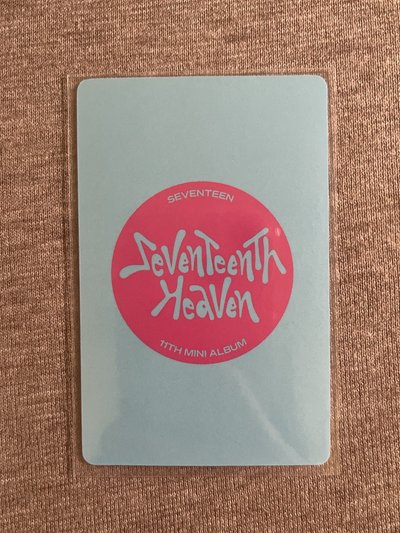 SEVENTEEN
Seventeenth
Heaven
11TH MINI ALBUM